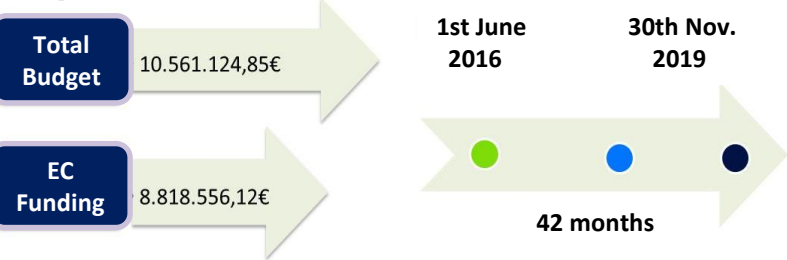 Total
Budget
10.561.124,85€
EC
Funding
8.818.556,12€
1st June
2016
30th Nov.
2019
42 months